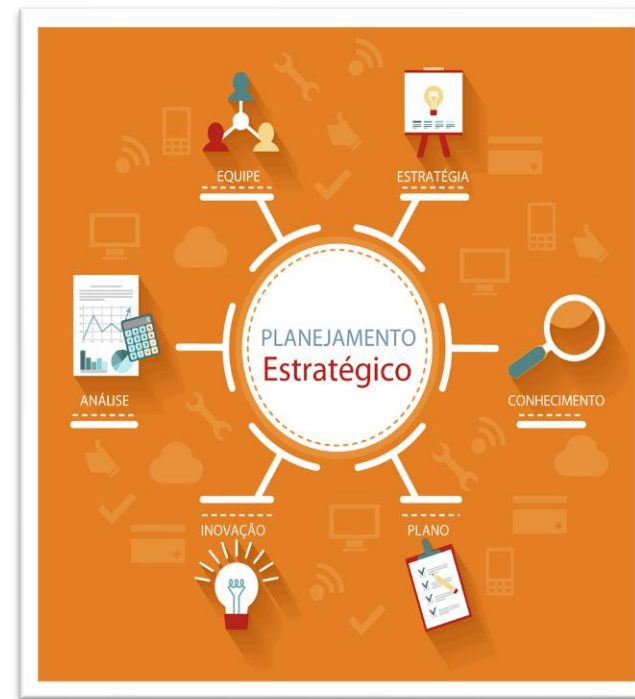 EQUIPE
ESTRATÉGIA
PLANEJAMENTO
Estratégico
ANÁLISE
CONHECIMENTO
INOVAÇÃO
PLANO